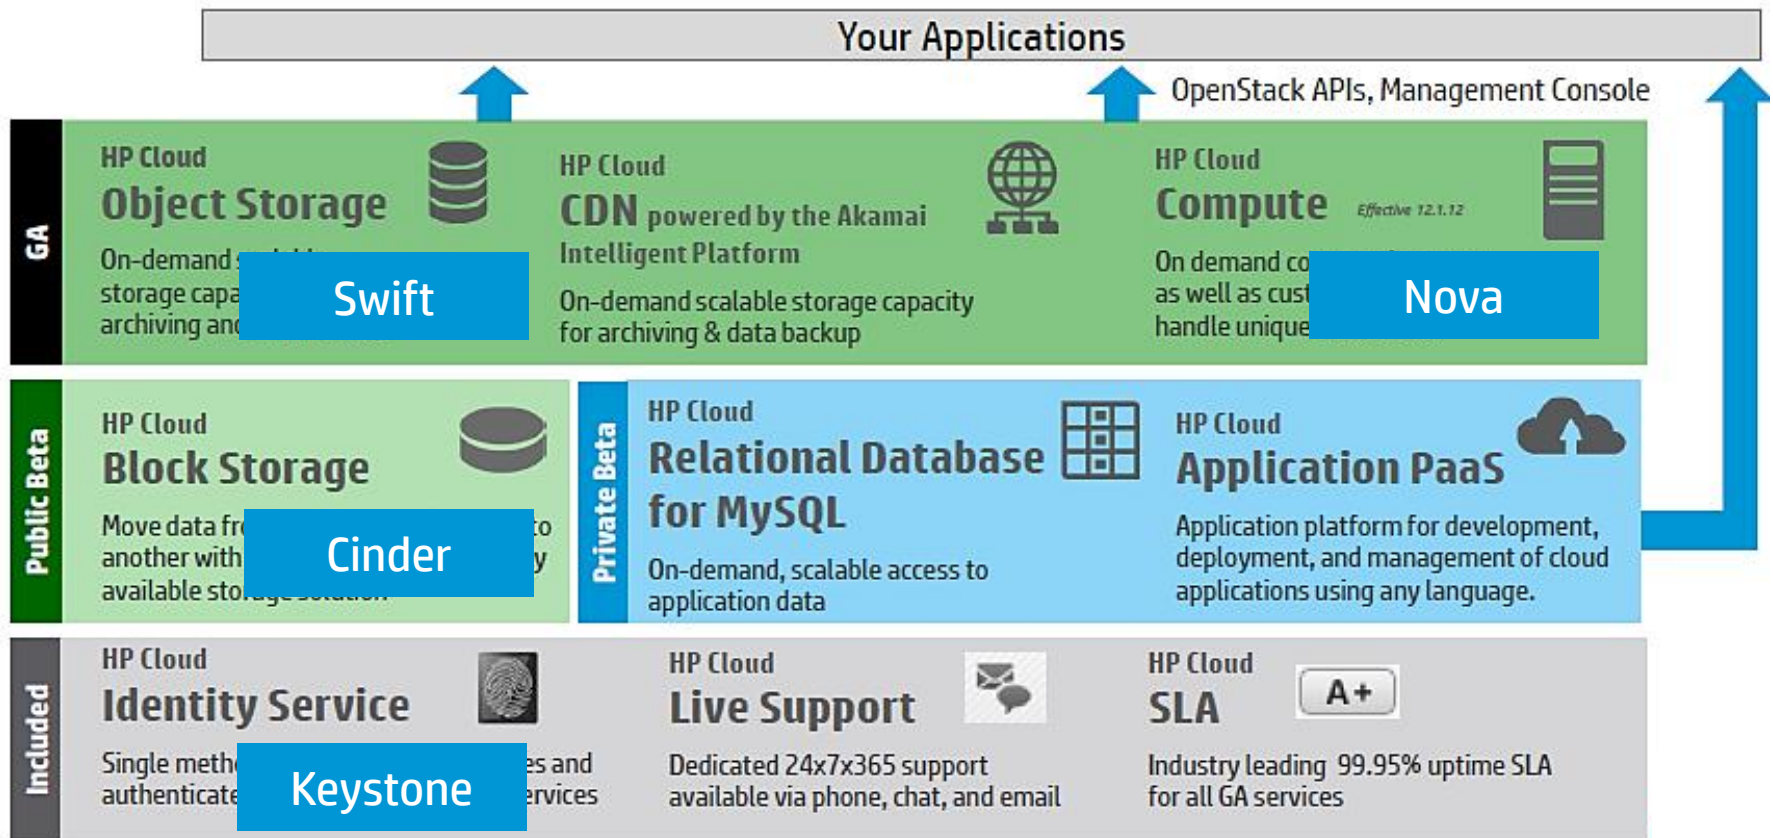 Your Applications
OpenStack APIs, Management Console
GA
HP Cloud
Object Storage
On-demand
storage
archiving
Swift
HP Cloud
CDN powered by the Akamai
Intelligent Platform
On-demand scalable storage capacity
for archiving & data backup
HP Cloud
Compute Effective 12.1.12
On demand
as well as
handle unique
Nova
Public Beta
HP Cloud
Block Storage
Move data to
another with
available storage solution
Cinder
Private Beta
HP Cloud
Relational Database
for MySQL
On-demand, scalable access to
application data
HP Cloud
Application PaaS
Application platform for development,
deployment, and management of cloud
applications using any language.
Included
HP Cloud
Identity Service
Single and
authenticate
Keystone
HP Cloud
Live Support
Dedicated 24x7x365 support
available via phone, chat, and email
HP Cloud
SLA
A+
Industry leading 99.95% uptime SLA
for all GA services